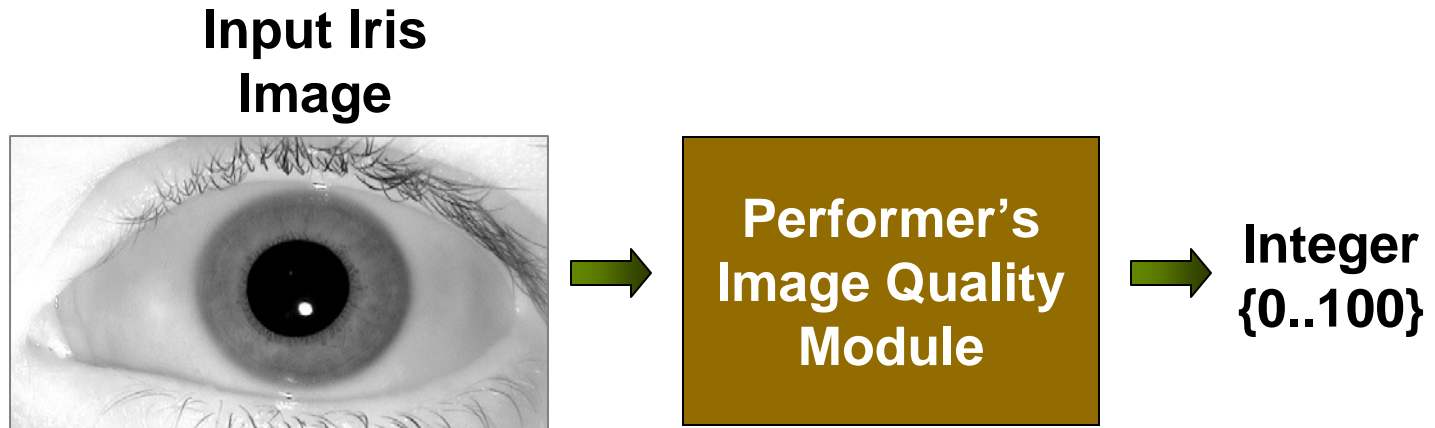 Input Iris
Image
Performer's
Image Quality
Module
Integer
{0..100}